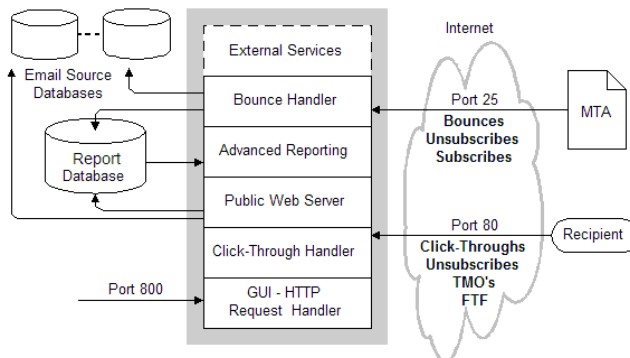 External Services
Internet
Email Source
Databases
Bounce Handler
Port 25
Bounces
Unsubscribes
Subscribes
MTA
Report
Database
Advanced Reporting
Public Web Server
Port 80
Click-Throughs
Unsubscribes
TMO's
FTF
Recipient
Click-Through Handler
Port 800
GUI - HTTP
Request Handler